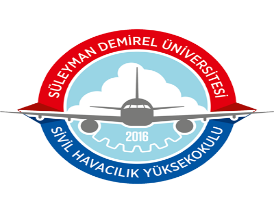 SÜLEYMAN DEMİREL ÜNİVERSİTESİ
2016
SİVİL HAVACILIK YÜKSEKOKULU